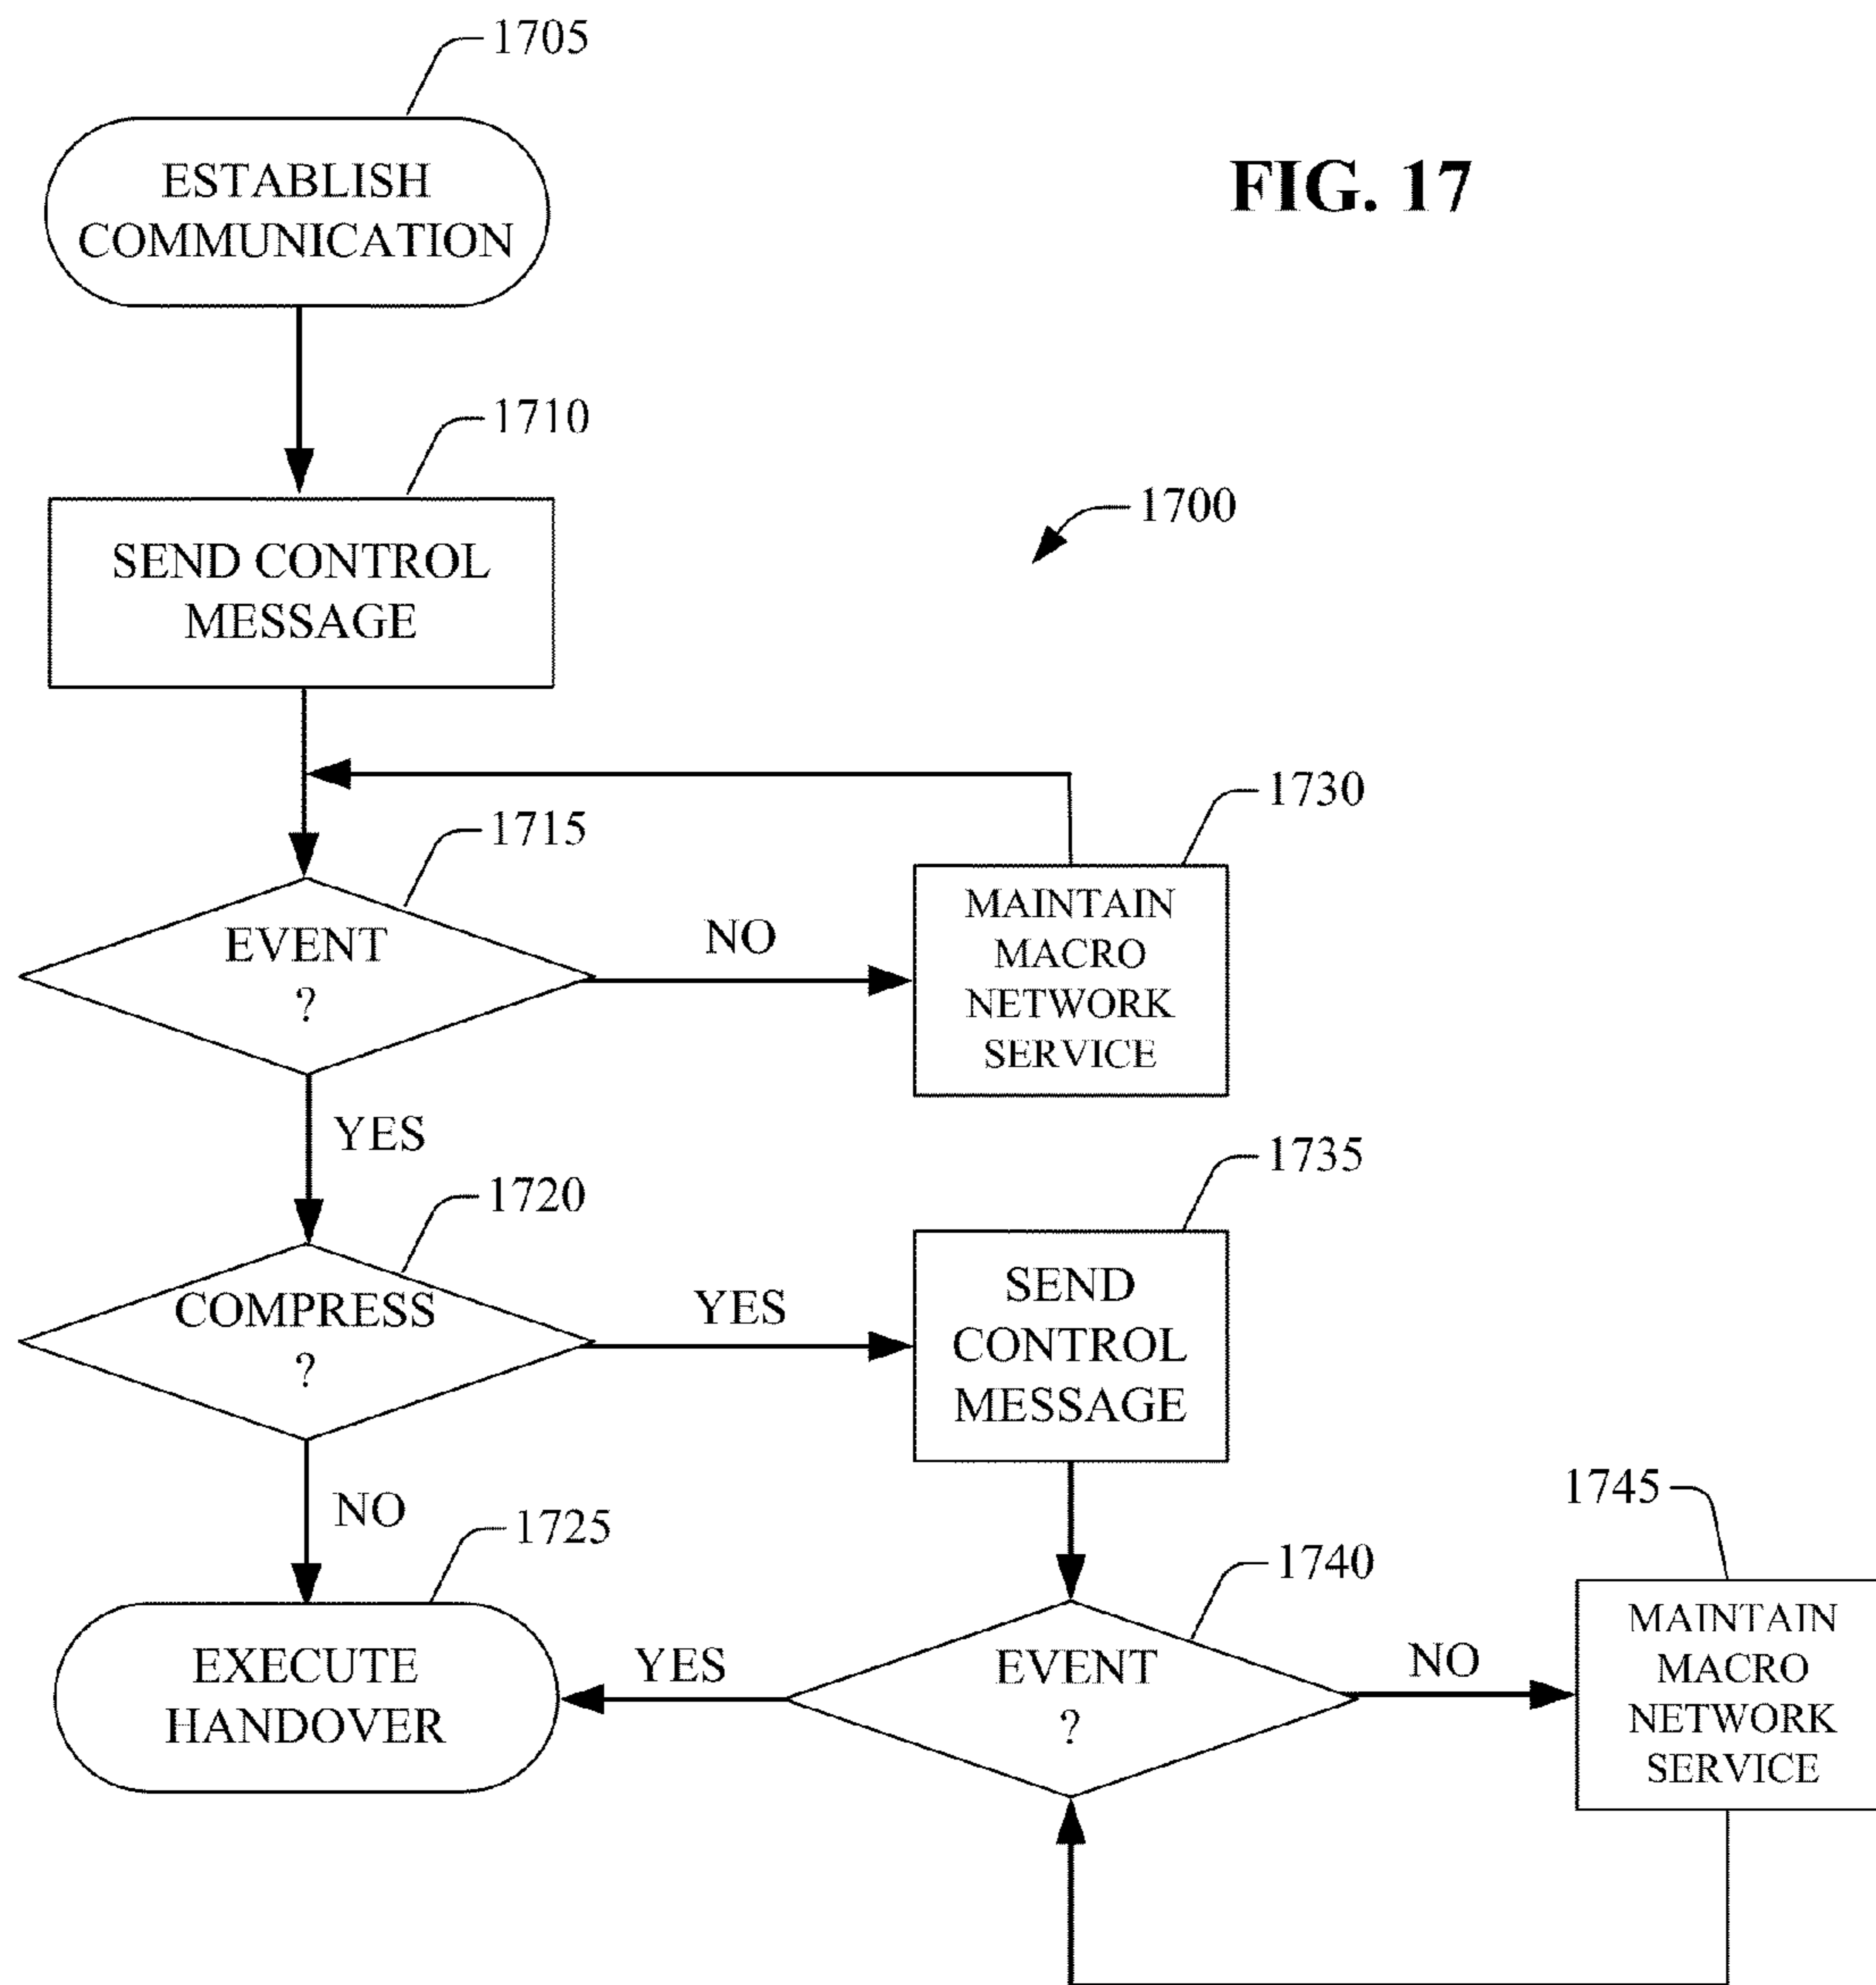 1705
ESTABLISH
COMMUNICATION
FIG. 17
1710
SEND CONTROL
MESSAGE
1700
1730
1715
MAINTAIN
MACRO
NETWORK
SERVICE
EVENT
?
NO
YES
1735
1720
SEND
CONTROL
MESSAGE
COMPRESS
?
YES
NO
1725
1745
1740
EXECUTE
HANDOVER
YES
EVENT
?
NO
MAINTAIN
MACRO
NETWORK
SERVICE